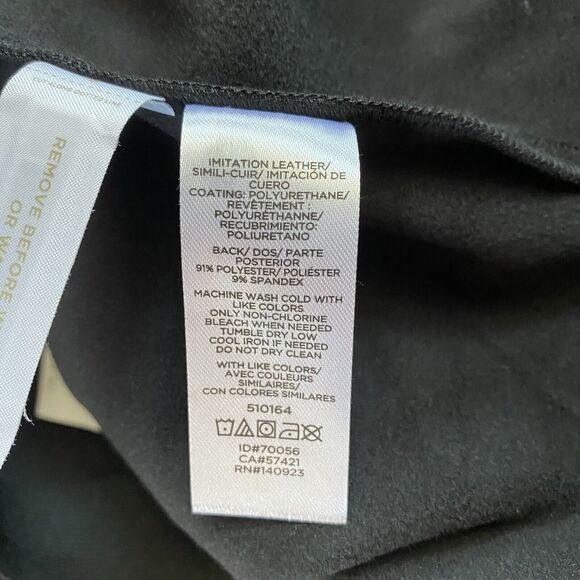 REMOVE BEFORE W
OR W
IMITATION LEATHER/
SIMILI-CUIR/ IMITACIÓN DE
CUERO
COATING: POLYURETHANE/
REVÊTEMENT :
POLYURÉTHANNE/
RECUBRIMIENTO:
POLIURETANO
BACK/ DOS/ PARTE
POSTERIOR
91% POLYESTER/ POLIÉSTER
9% SPANDEX
MACHINE WASH COLD WITH
LIKE COLORS
ONLY NON-CHLORINE
BLEACH WHEN NEEDED
TUMBLE DRY LOW
COOL IRON IF NEEDED
DO NOT DRY CLEAN
WITH LIKE COLORS/
AVEC COULEURS
SIMILAIRES/
CON COLORES SIMILARES
510164
ID#70056
CA#57421
RN#140923